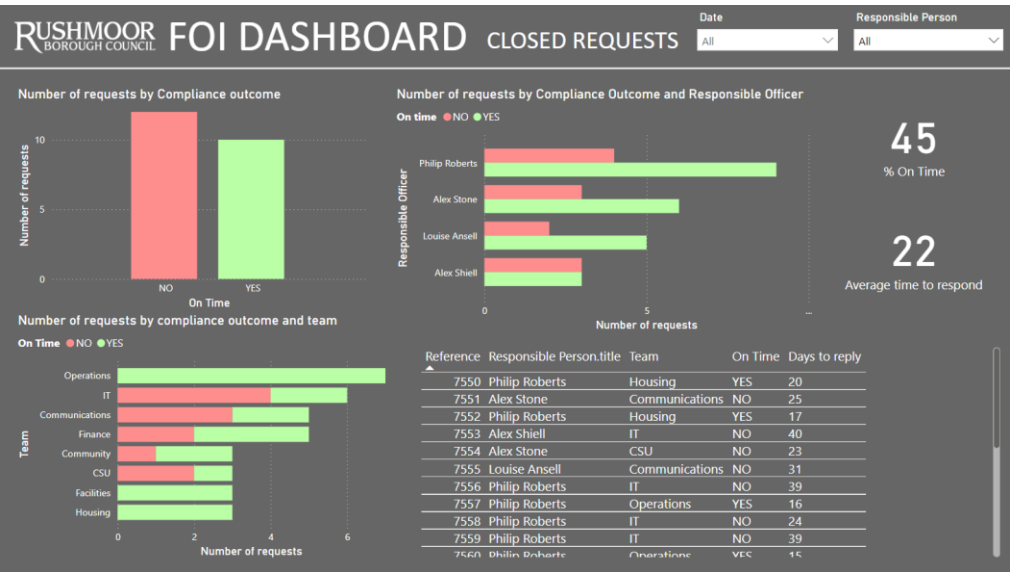 RUSHMOOR
BOROUGH COUNCIL
FOI DASHBOARD
CLOSED REQUESTS
Date
All
Responsible Person
All
Number of requests by Compliance outcome
Number of requests
10
5
0
NO
YES
On Time
Number of requests by Compliance Outcome and Responsible Officer
On time NO YES
Responsible Officer
Philip Roberts
Alex Stone
Louise Ansell
Alex Shiell
0
5
...
Number of requests
45
% On Time
22
Average time to respond
Number of requests by compliance outcome and team
On Time NO YES
Team
Operations
IT
Communications
Finance
Community
CSU
Facilities
Housing
0 2 4 6
Number of requests
Reference Responsible Person.title Team On Time Days to reply
7550 Philip Roberts Housing YES 20
7551 Alex Stone Communications NO 25
7552 Philip Roberts Housing YES 17
7553 Alex Shiell IT NO 40
7554 Alex Stone CSU NO 23
7555 Louise Ansell Communications NO 31
7556 Philip Roberts IT NO 39
7557 Philip Roberts Operations YES 16
7558 Philip Roberts IT NO 24
7559 Philip Roberts IT NO 39
7560 Philip Roberts Operations YES 15